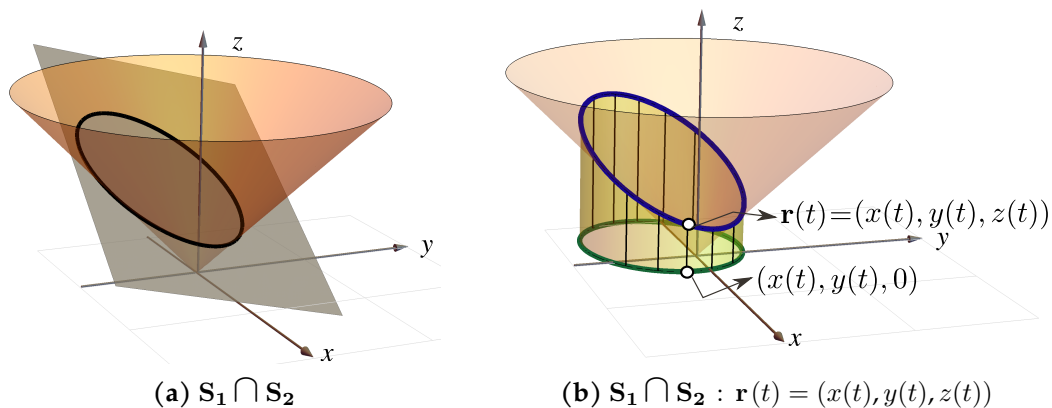 z
y
x
(a) S₁ ⋂ S₂
z
r(t)=(x(t), y(t), z(t))
y
(x(t), y(t), 0)
x
(b) S₁ ⋂ S₂ : r(t) = (x(t), y(t), z(t))